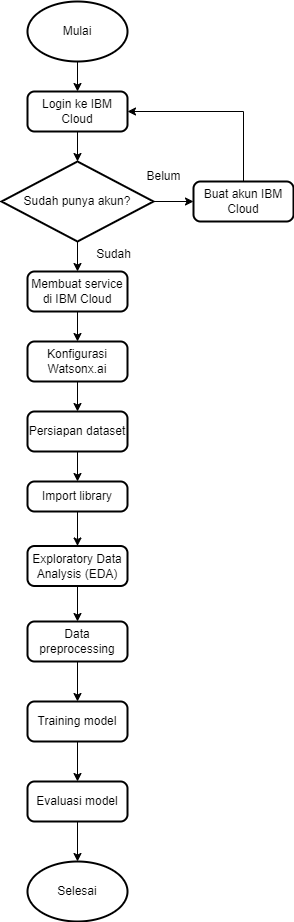 Mulai
Login ke IBM
Cloud
Sudah punya akun?
Belum
Buat akun IBM
Cloud
Sudah
Membuat service
di IBM Cloud
Konfigurasi
Watsonx.ai
Persiapan dataset
Import library
Exploratory Data
Analysis (EDA)
Data
preprocessing
Training model
Evaluasi model
Selesai